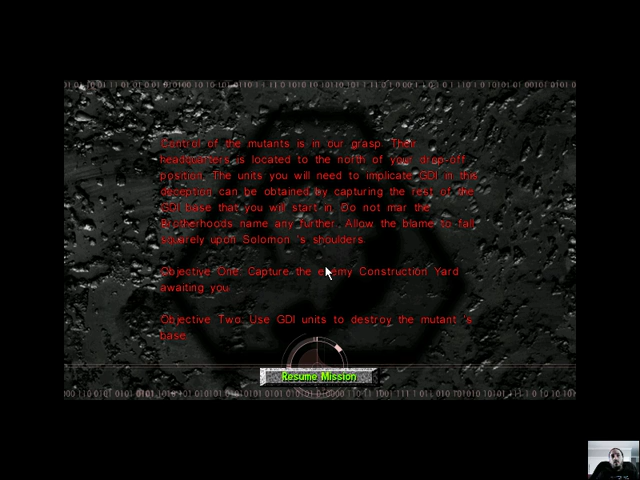 Control of the mutants is in our grasp. Their
headquarters is located to the north of your drop-off
position. The units you will need to implicate GDI in this
deception can be obtained by capturing the rest of the
GDI base that you will start in. Do not mar the
Brotherhoods name any further. Allow the blame to fall
squarely upon Solomon 's shoulders.
Objective One: Capture the enemy Construction Yard
awaiting you.
Objective Two: Use GDI units to destroy the mutant 's
base.
Resume Mission